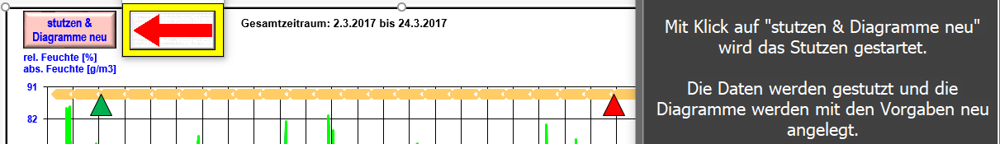 stutzen &
Diagramme neu
Gesamtzeitraum: 2.3.2017 bis 24.3.2017
rel. Feuchte [%]
abs. Feuchte [g/m3]
91
82
Mit Klick auf "stutzen & Diagramme neu"
wird das Stutzen gestartet.
Die Daten werden gestutzt und die
Diagramme werden mit den Vorgaben neu
angelegt.